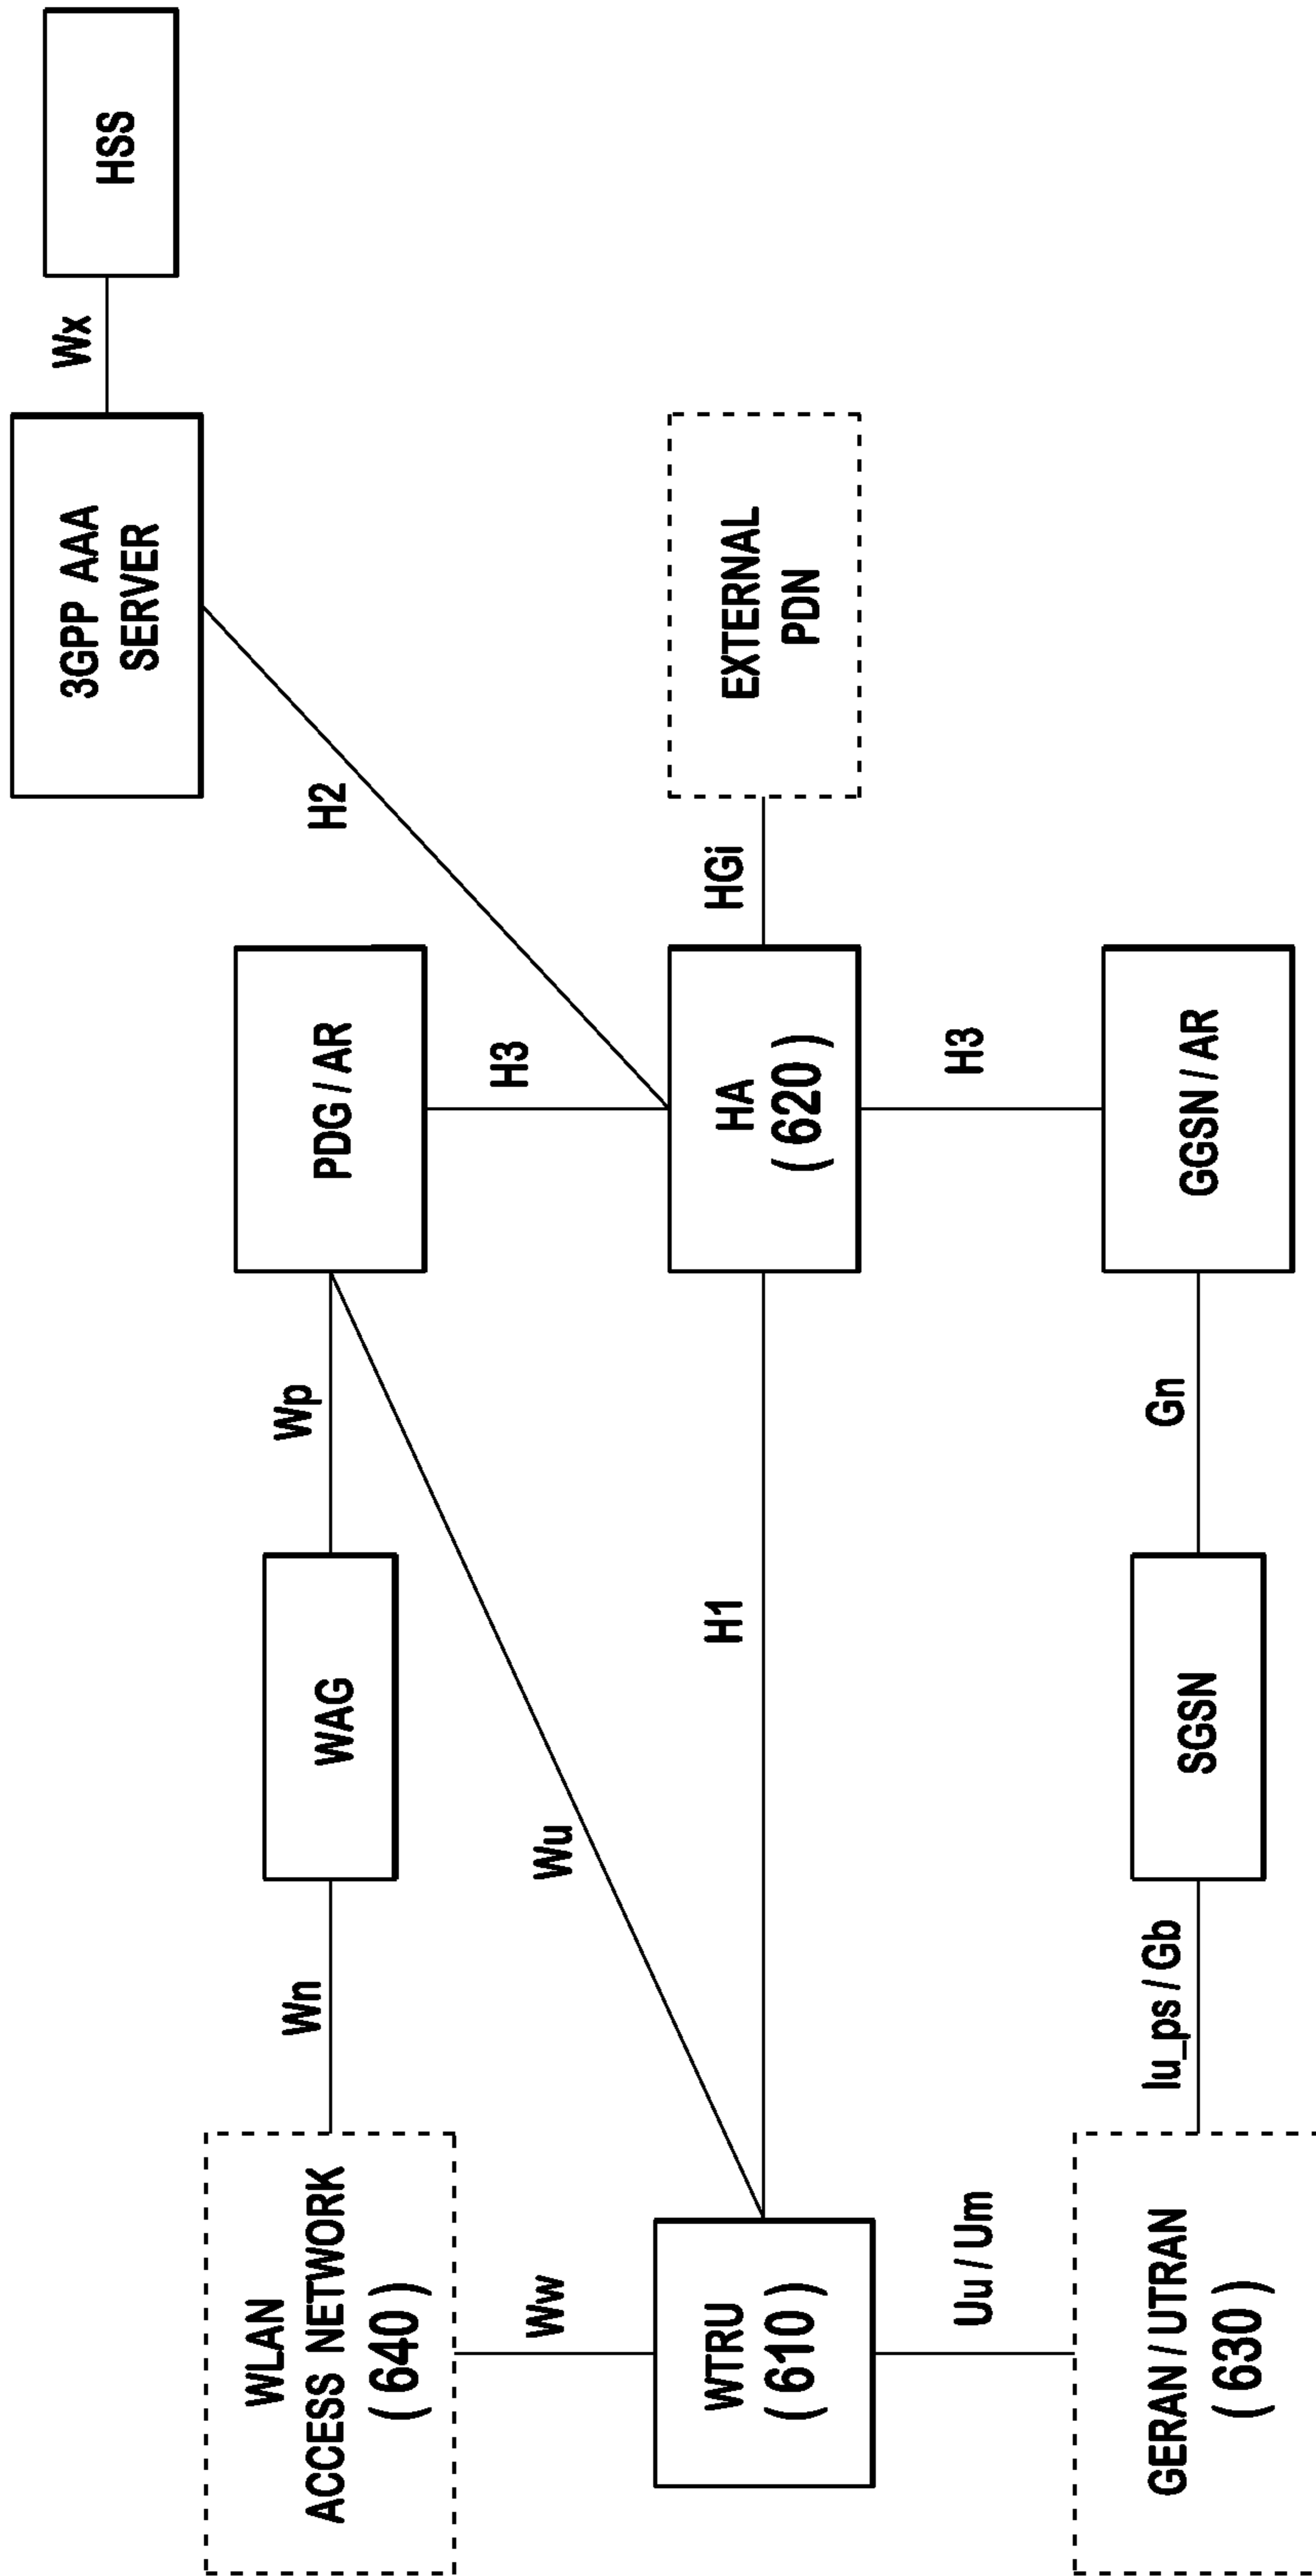 HSS
Wx
3GPP AAA
SERVER
H2
WLAN
ACCESS NETWORK
( 640 )
Wn
WAG
Wp
PDG / AR
H3
Wu
Ww
WTRU
( 610 )
H1
HA
( 620 )
HGi
EXTERNAL
PDN
Uu / Um
H3
GERAN / UTRAN
( 630 )
Iu_ps / Gb
SGSN
Gn
GGSN / AR